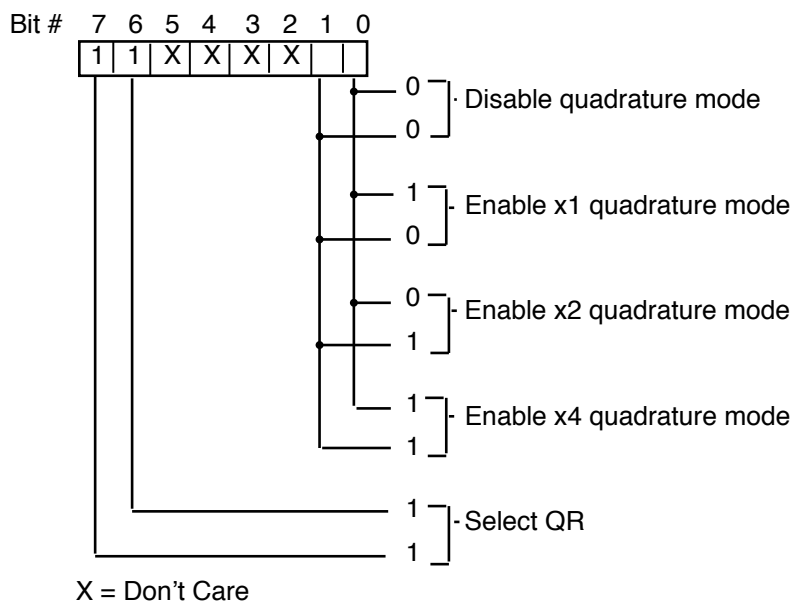 Bit # 7 6 5 4 3 2 1 0
1 1 X X X X
0
Disable quadrature mode
0
1
Enable x1 quadrature mode
0
0
Enable x2 quadrature mode
1
1
Enable x4 quadrature mode
1
1
Select QR
1
X = Don't Care